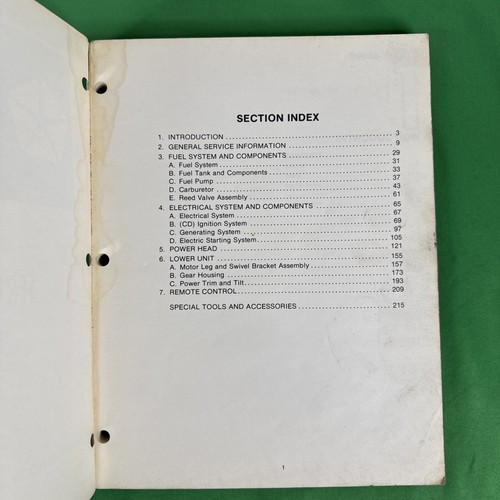 SECTION INDEX
1. INTRODUCTION ........................................ 3
2. GENERAL SERVICE INFORMATION ........................................ 9
3. FUEL SYSTEM AND COMPONENTS ........................................ 29
A. Fuel System ........................................ 31
B. Fuel Tank and Components ........................................ 33
C. Fuel Pump ........................................ 37
D. Carburetor ........................................ 43
E. Reed Valve Assembly ........................................ 61
4. ELECTRICAL SYSTEM AND COMPONENTS ........................................ 65
A. Electrical System ........................................ 67
B. (CD) Ignition System ........................................ 69
C. Generating System ........................................ 97
D. Electric Starting System ........................................ 105
5. POWER HEAD ........................................ 121
6. LOWER UNIT ........................................ 155
A. Motor Leg and Swivel Bracket Assembly ........................................ 157
B. Gear Housing ........................................ 173
C. Power Trim and Tilt ........................................ 193
7. REMOTE CONTROL ........................................ 209
SPECIAL TOOLS AND ACCESSORIES ........................................ 215
1